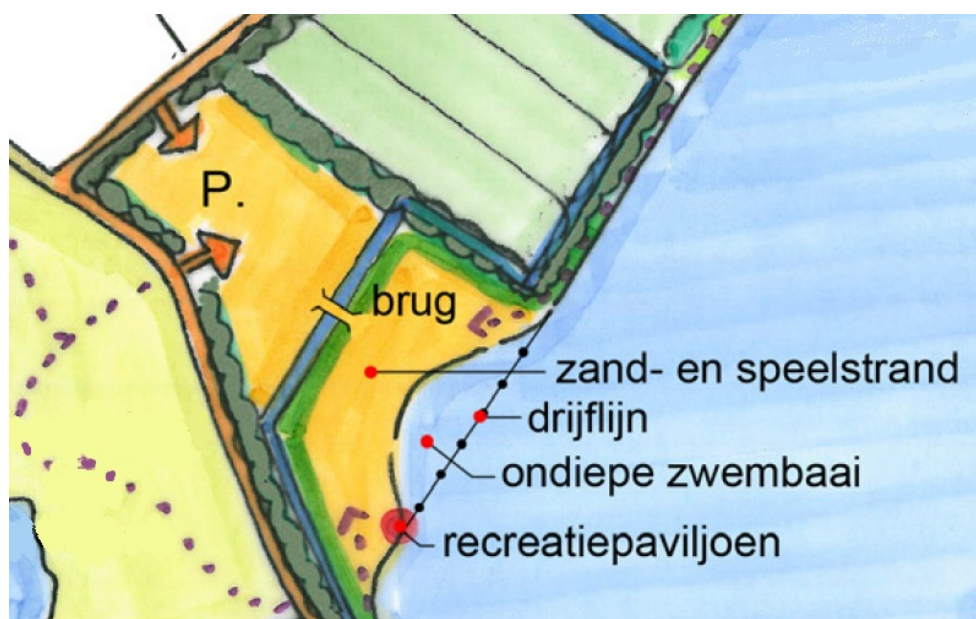 P.
brug
zand- en speelstrand
drijflijn
ondiepe zwembaai
recreatiepaviljoen